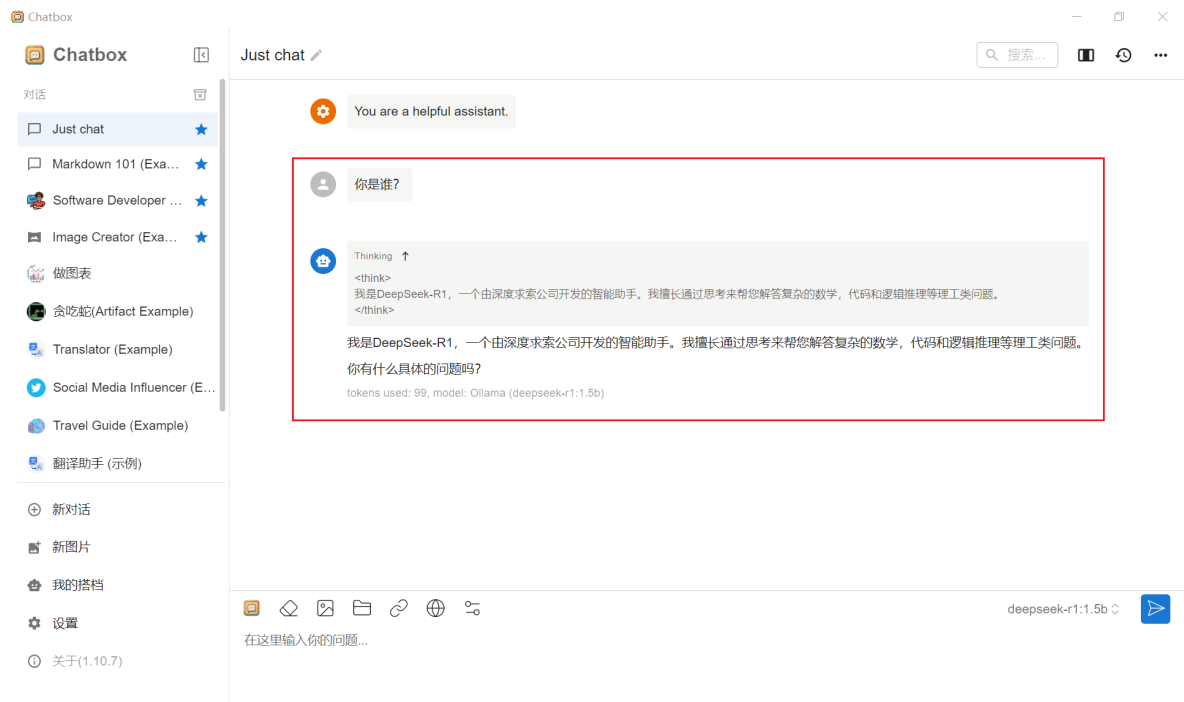 Chatbox
Chatbox
Just chat
搜索...
对话
Just chat
Markdown 101 (Exa...
Software Developer ...
Image Creator (Exa...
做图表
贪吃蛇(Artifact Example)
Translator (Example)
Social Media Influencer (E...
Travel Guide (Example)
翻译助手 (示例)
新对话
新图片
我的搭档
设置
关于(1.10.7)
You are a helpful assistant.
你是谁?
Thinking
<think>
我是DeepSeek-R1，一个由深度求索公司开发的智能助手。我擅长通过思考来帮您解答复杂的数学，代码和逻辑推理等理工类问题。
</think>
我是DeepSeek-R1，一个由深度求索公司开发的智能助手。我擅长通过思考来帮您解答复杂的数学，代码和逻辑推理等理工类问题。
你有什么具体的问题吗?
tokens used: 99, model: Ollama (deepseek-r1:1.5b)
deepseek-r1:1.5b
在这里输入你的问题...